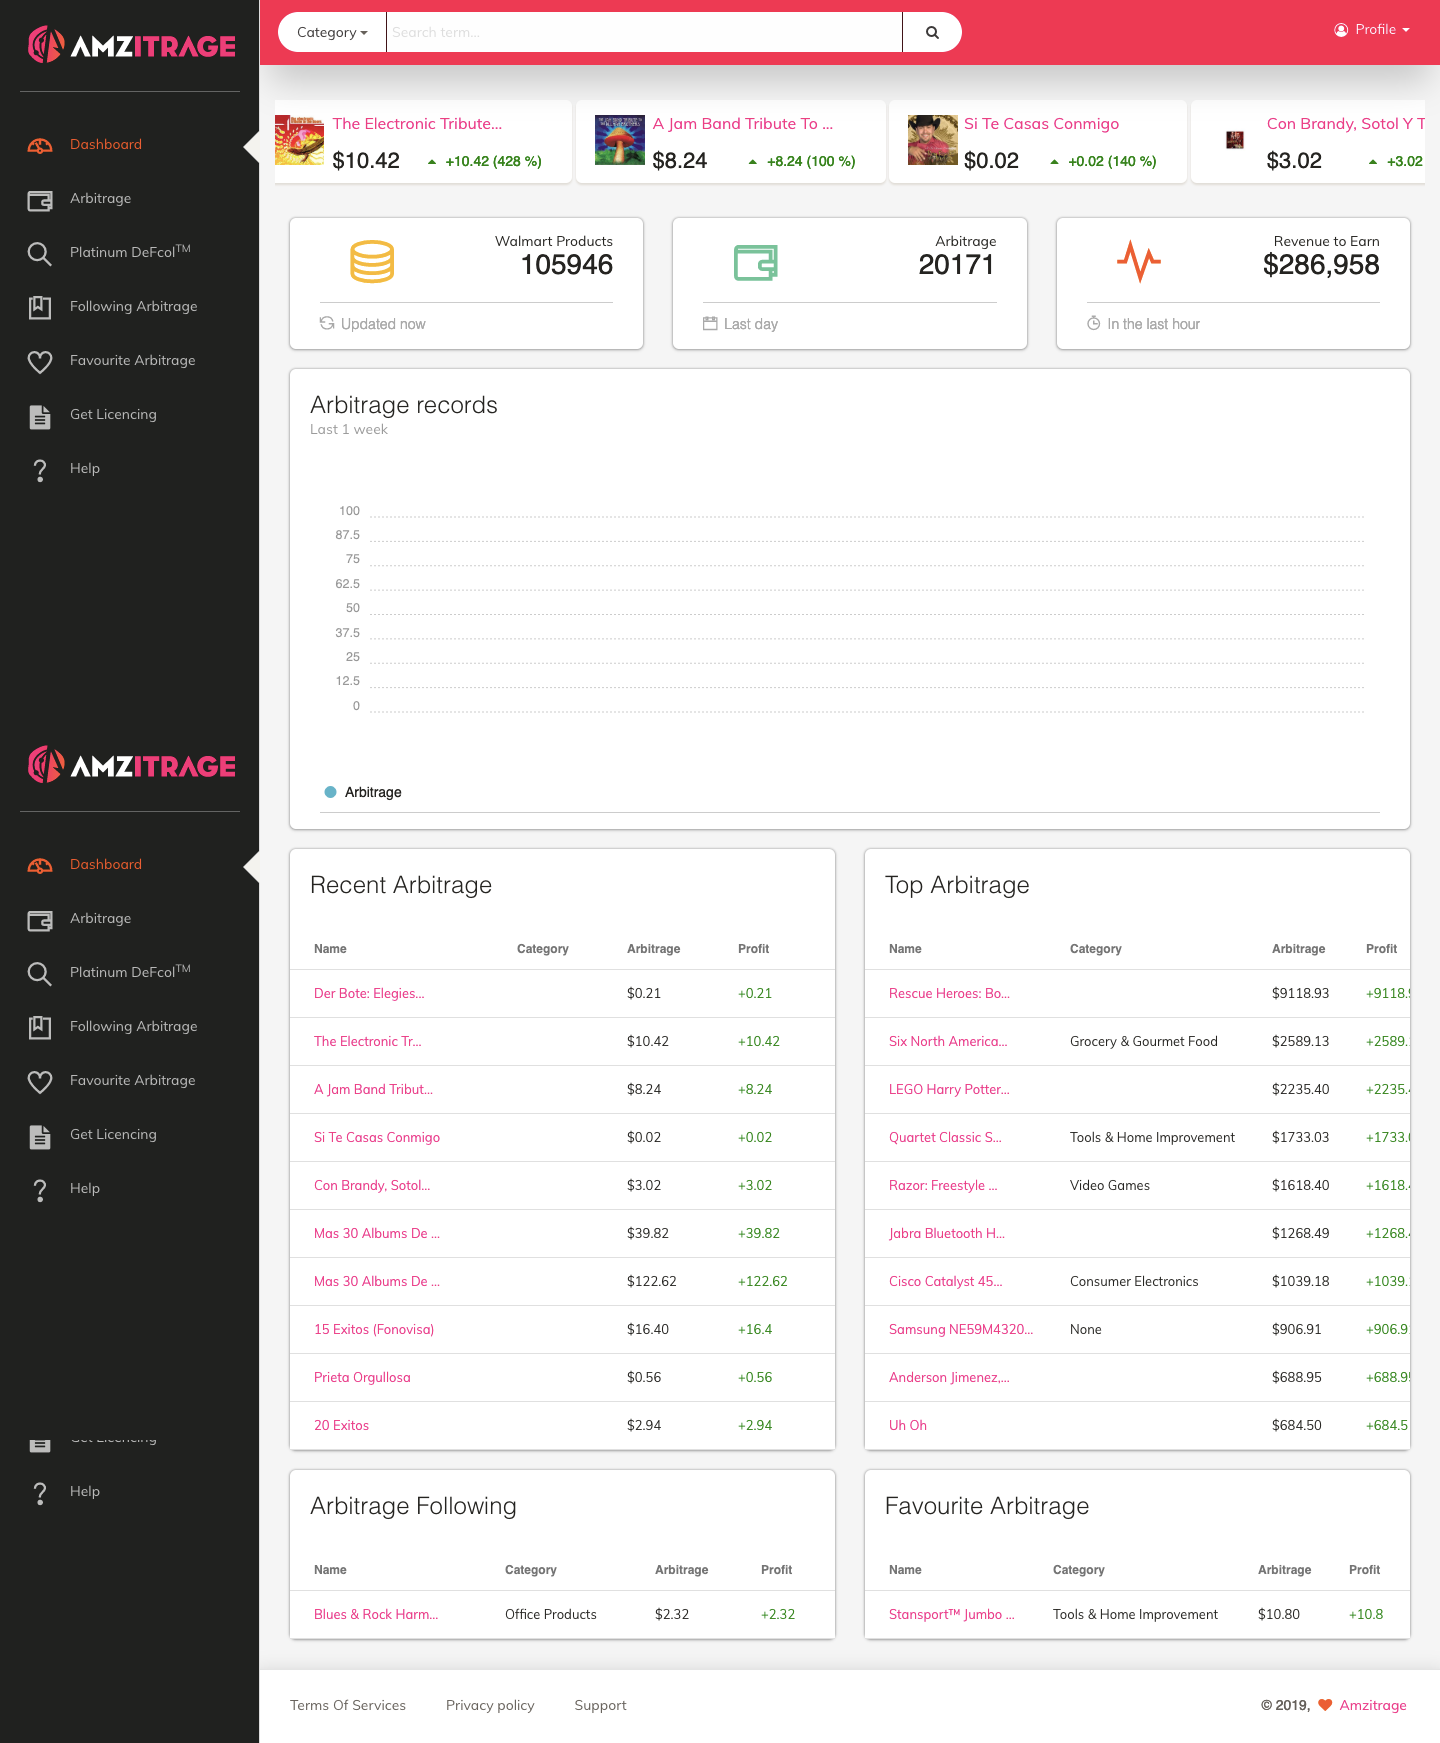 AMZITRAGE
Dashboard
Arbitrage
Platinum DeFcol™
Following Arbitrage
Favourite Arbitrage
Get Licencing
Help
AMZITRAGE
Dashboard
Arbitrage
Platinum DeFcol™
Following Arbitrage
Favourite Arbitrage
Get Licencing
Help
Get Licencing
Help
Category
Search term...
Profile
The Electronic Tribute...
$10.42 +10.42 (428 %)
A Jam Band Tribute To ...
$8.24 +8.24 (100 %)
Si Te Casas Conmigo
$0.02 +0.02 (140 %)
Con Brandy, Sotol Y T
$3.02 +3.02
Walmart Products
105946
Updated now
Arbitrage
20171
Last day
Revenue to Earn
$286,958
In the last hour
Arbitrage records
Last 1 week
100
87.5
75
62.5
50
37.5
25
12.5
0
Arbitrage
Recent Arbitrage
Name Category Arbitrage Profit
Der Bote: Elegies... $0.21 +0.21
The Electronic Tr... $10.42 +10.42
A Jam Band Tribut... $8.24 +8.24
Si Te Casas Conmigo $0.02 +0.02
Con Brandy, Sotol... $3.02 +3.02
Mas 30 Albums De ... $39.82 +39.82
Mas 30 Albums De ... $122.62 +122.62
15 Exitos (Fonovisa) $16.40 +16.4
Prieta Orgullosa $0.56 +0.56
20 Exitos $2.94 +2.94
Top Arbitrage
Name Category Arbitrage Profit
Rescue Heroes: Bo... $9118.93 +9118.9
Six North America... Grocery & Gourmet Food $2589.13 +2589.
LEGO Harry Potter... $2235.40 +2235.4
Quartet Classic S... Tools & Home Improvement $1733.03 +1733.0
Razor: Freestyle ... Video Games $1618.40 +1618.4
Jabra Bluetooth H... $1268.49 +1268.4
Cisco Catalyst 45... Consumer Electronics $1039.18 +1039.
Samsung NE59M4320... None $906.91 +906.91
Anderson Jimenez,... $688.95 +688.95
Uh Oh $684.50 +684.5
Arbitrage Following
Name Category Arbitrage Profit
Blues & Rock Harm... Office Products $2.32 +2.32
Favourite Arbitrage
Name Category Arbitrage Profit
Stansport™ Jumbo ... Tools & Home Improvement $10.80 +10.8
Terms Of Services Privacy policy Support
© 2019, Amzitrage